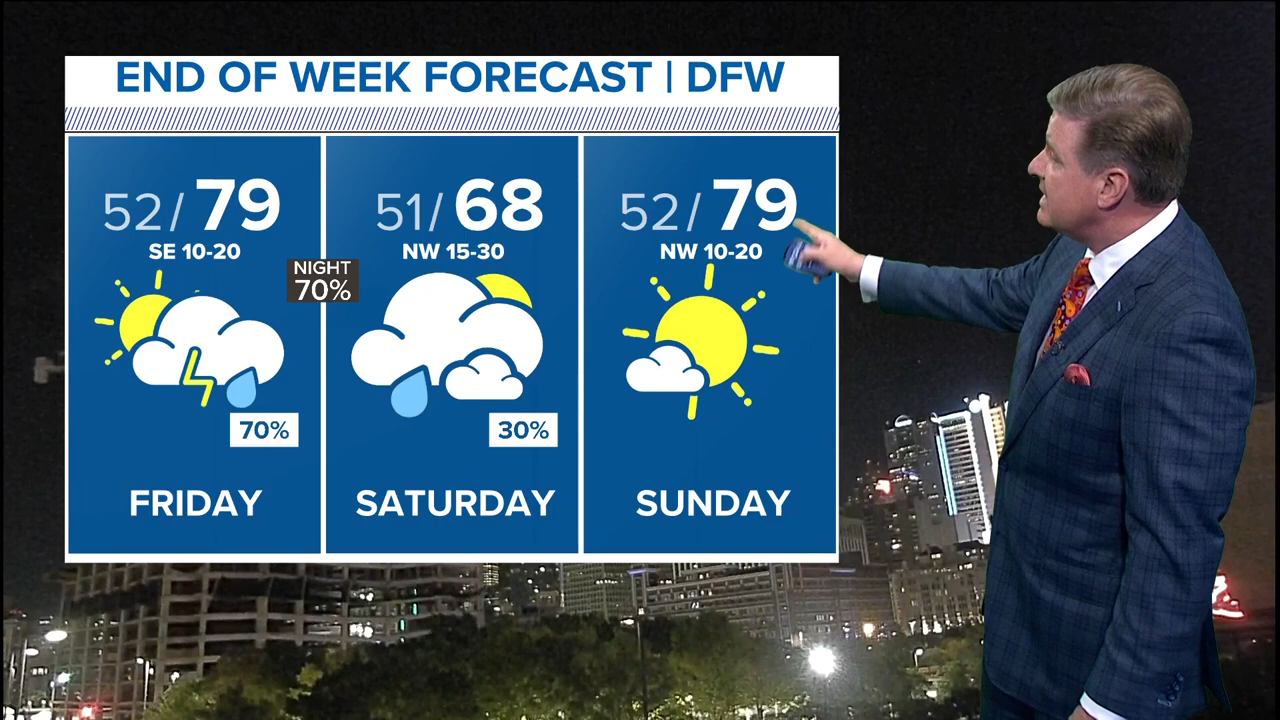 END OF WEEK FORECAST | DFW
52/79
SE 10-20
70%
FRIDAY
NIGHT
70%
51/68
NW 15-30
30%
SATURDAY
52/79
NW 10-20
SUNDAY